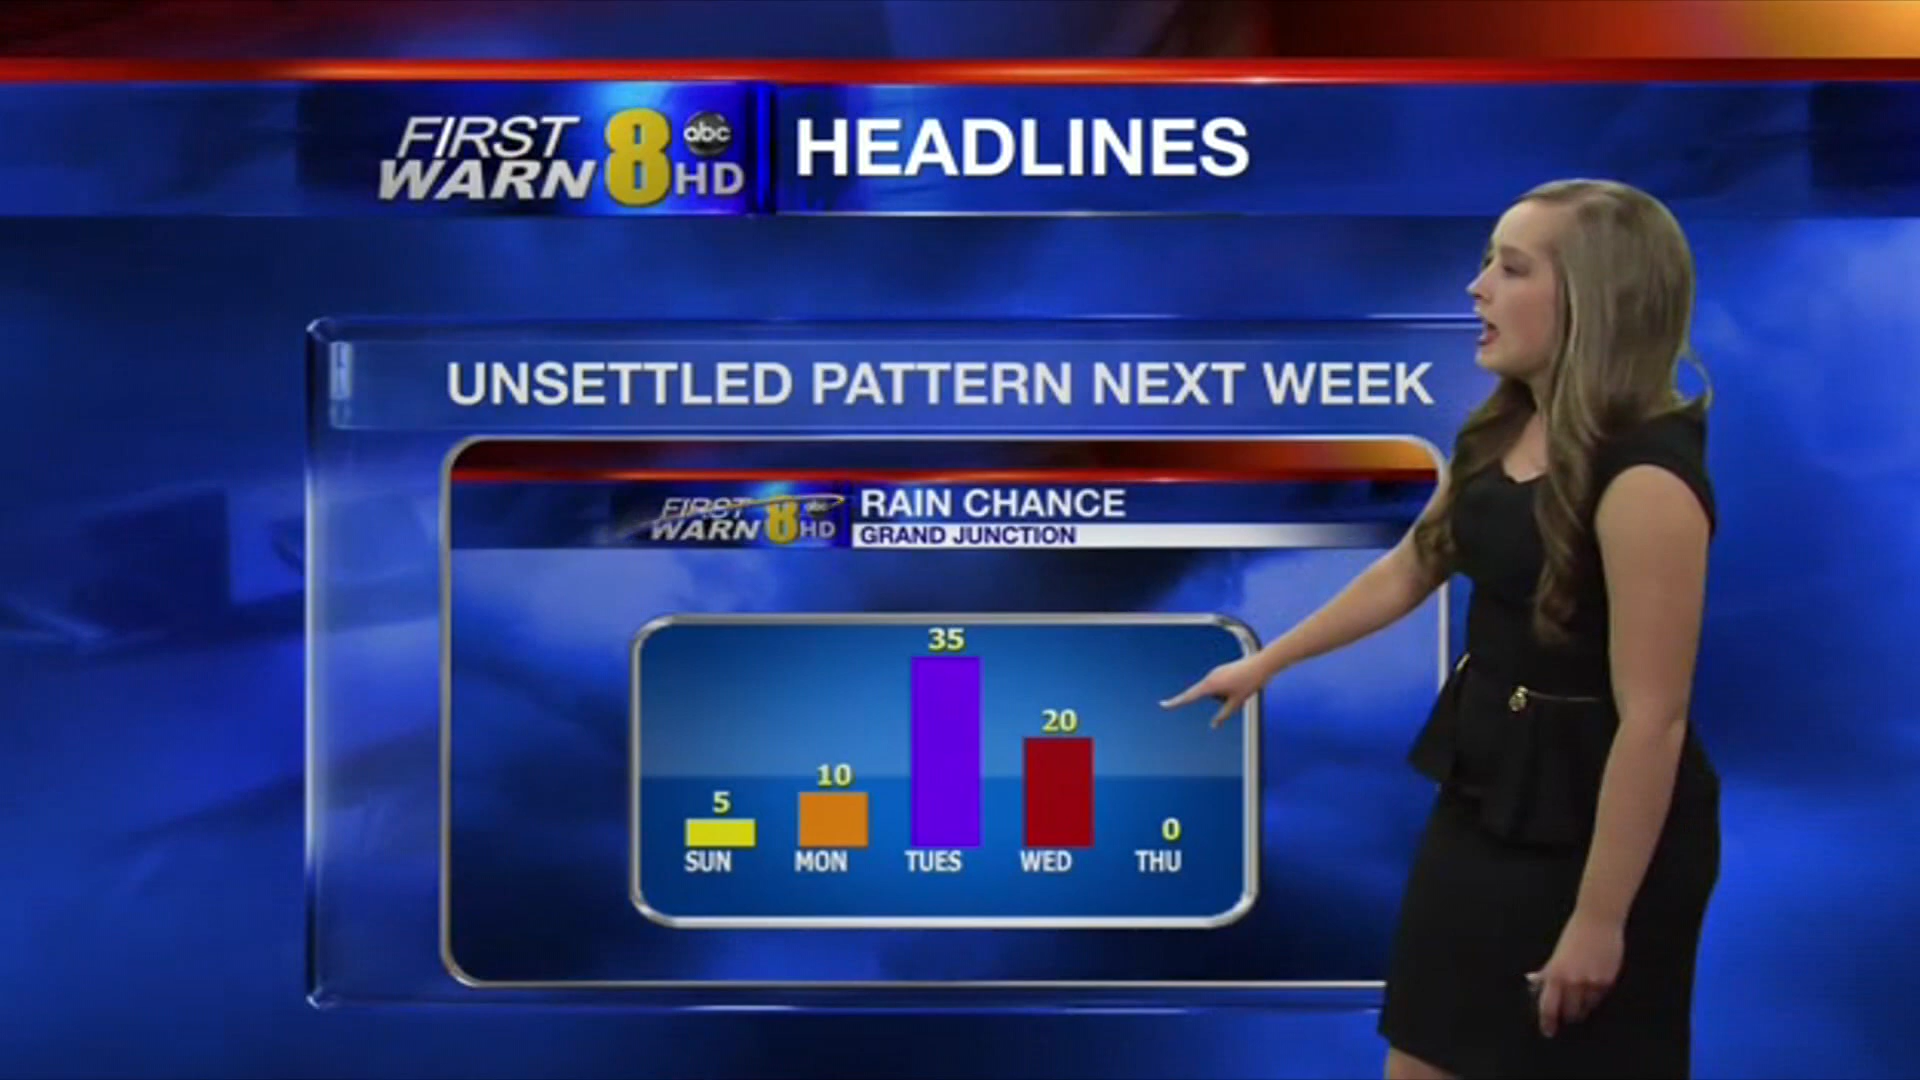 FIRST WARN 8 abc HD
HEADLINES
UNSETTLED PATTERN NEXT WEEK
FIRST WARN 8 abc HD
RAIN CHANCE
GRAND JUNCTION
35
20
10
5
0
SUN MON TUES WED THU